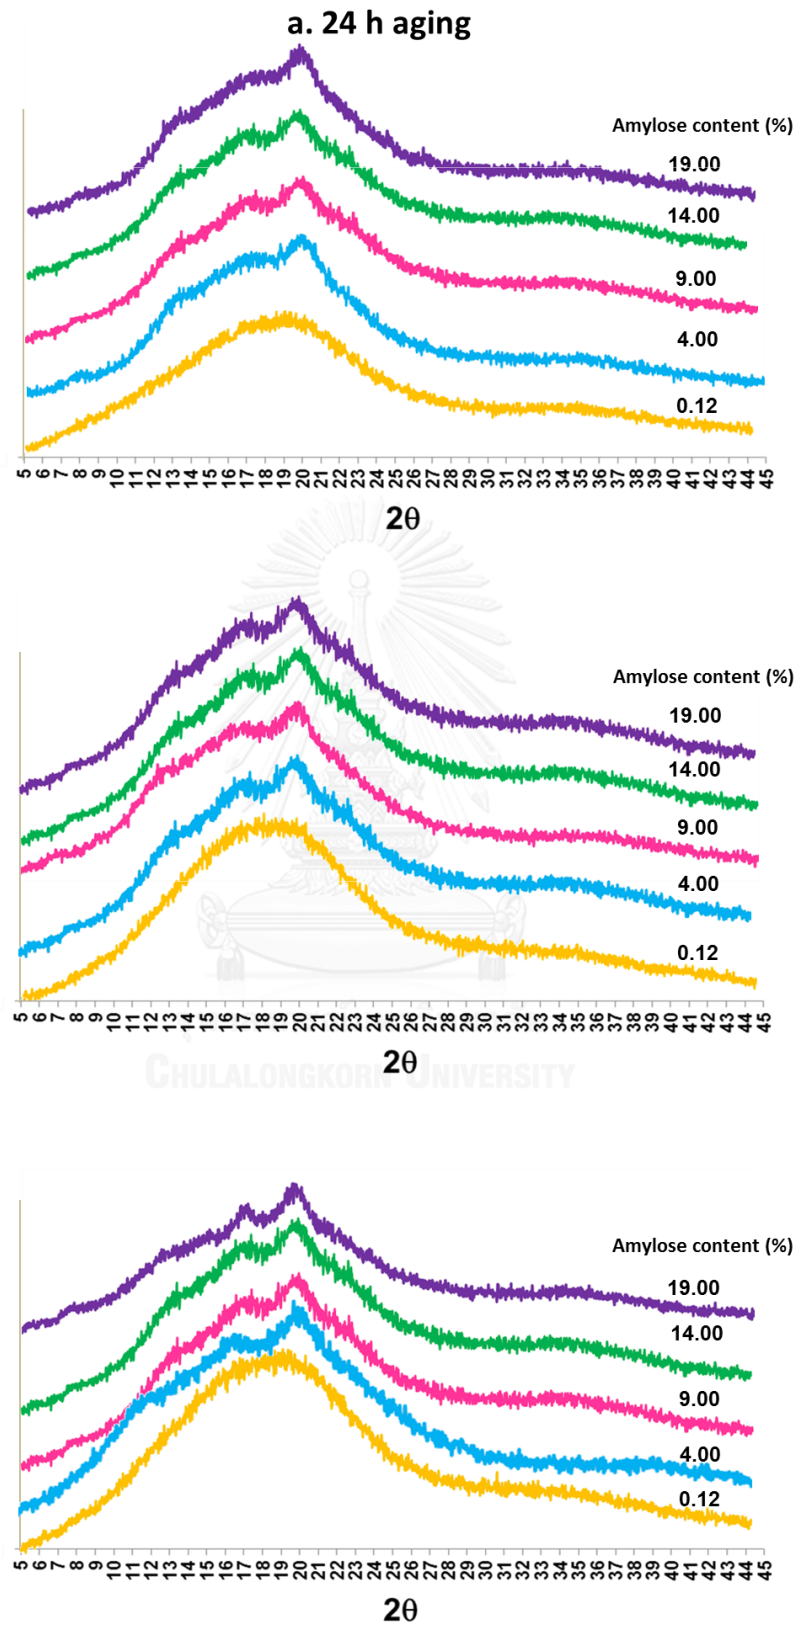 a. 24 h aging
Amylose content (%)
19.00
14.00
9.00
4.00
0.12
5 6 7 8 9 10 11 12 13 14 15 16 17 18 19 20 21 22 23 24 25 26 27 28 29 30 31 32 33 34 35 36 37 38 39 40 41 42 43 44 45
2θ
Amylose content (%)
19.00
14.00
9.00
4.00
0.12
5 6 7 8 9 10 11 12 13 14 15 16 17 18 19 20 21 22 23 24 25 26 27 28 29 30 31 32 33 34 35 36 37 38 39 40 41 42 43 44 45
2θ
CHULALONGKORN UNIVERSITY
Amylose content (%)
19.00
14.00
9.00
4.00
0.12
5 6 7 8 9 10 11 12 13 14 15 16 17 18 19 20 21 22 23 24 25 26 27 28 29 30 31 32 33 34 35 36 37 38 39 40 41 42 43 44 45
2θ